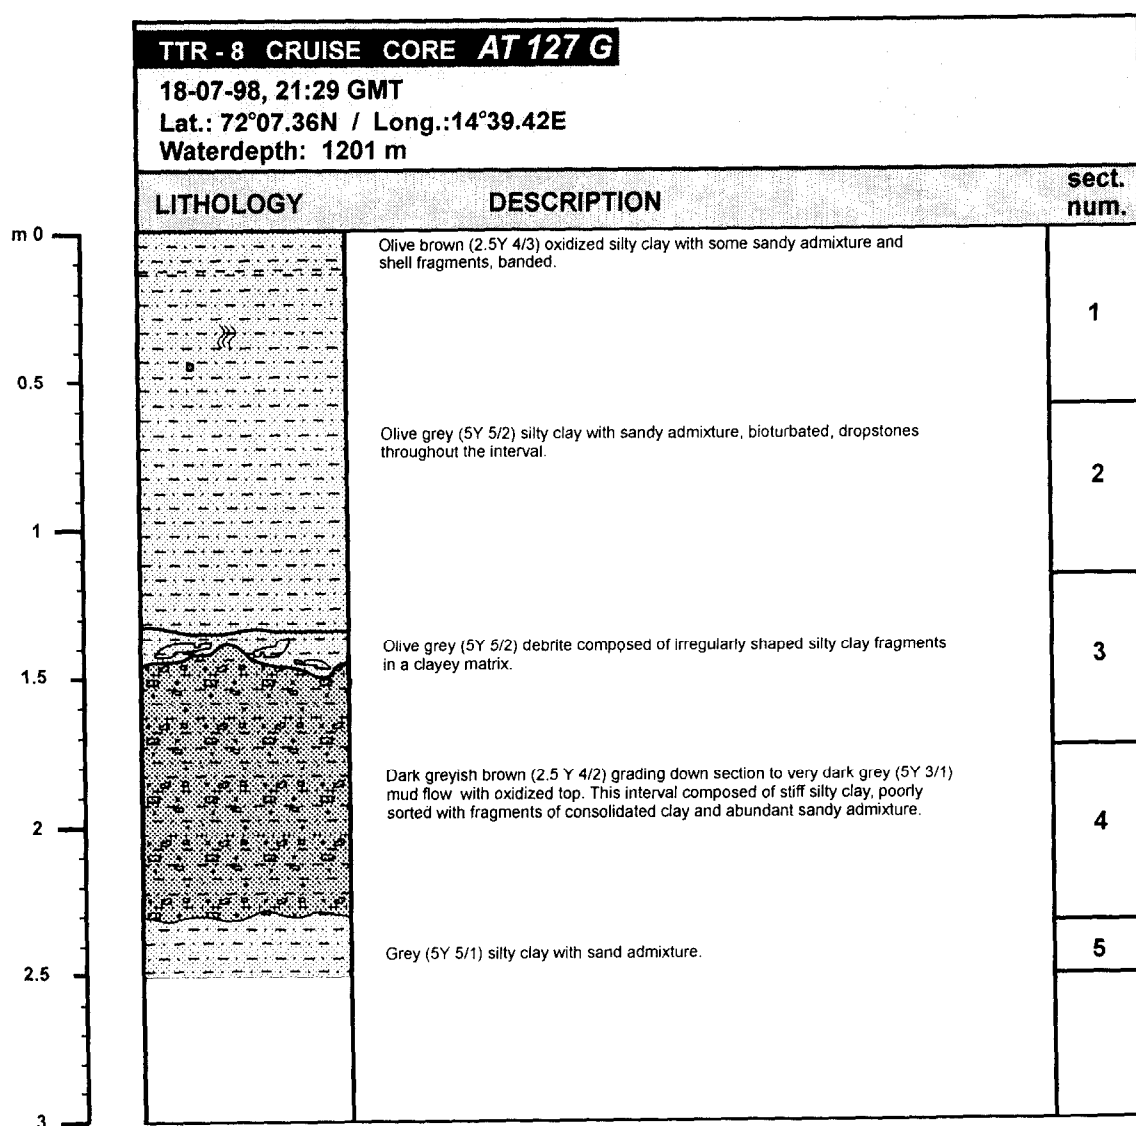 TTR - 8 CRUISE CORE AT 127 G
18-07-98, 21:29 GMT
Lat.: 72°07.36N / Long.:14°39.42E
Waterdepth: 1201 m
LITHOLOGY DESCRIPTION sect. num.
m 0
Olive brown (2.5Y 4/3) oxidized silty clay with some sandy admixture and
shell fragments, banded.
1
0.5
Olive grey (5Y 5/2) silty clay with sandy admixture, bioturbated, dropstones
throughout the interval.
2
1
Olive grey (5Y 5/2) debrite composed of irregularly shaped silty clay fragments
in a clayey matrix.
3
1.5
Dark greyish brown (2.5 Y 4/2) grading down section to very dark grey (5Y 3/1)
mud flow with oxidized top. This interval composed of stiff silty clay, poorly
sorted with fragments of consolidated clay and abundant sandy admixture.
4
2
Grey (5Y 5/1) silty clay with sand admixture.
5
2.5
3